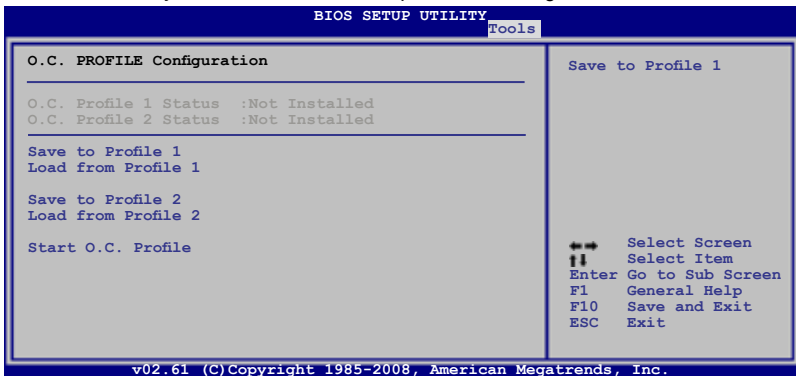 BIOS SETUP UTILITY
Tools
O.C. PROFILE Configuration
O.C. Profile 1 Status :Not Installed
O.C. Profile 2 Status :Not Installed
Save to Profile 1
Load from Profile 1
Save to Profile 2
Load from Profile 2
Start O.C. Profile
Save to Profile 1
Select Screen
Select Item
Enter Go to Sub Screen
F1 General Help
F10 Save and Exit
ESC Exit
v02.61 (C)Copyright 1985-2008, American Megatrends, Inc.